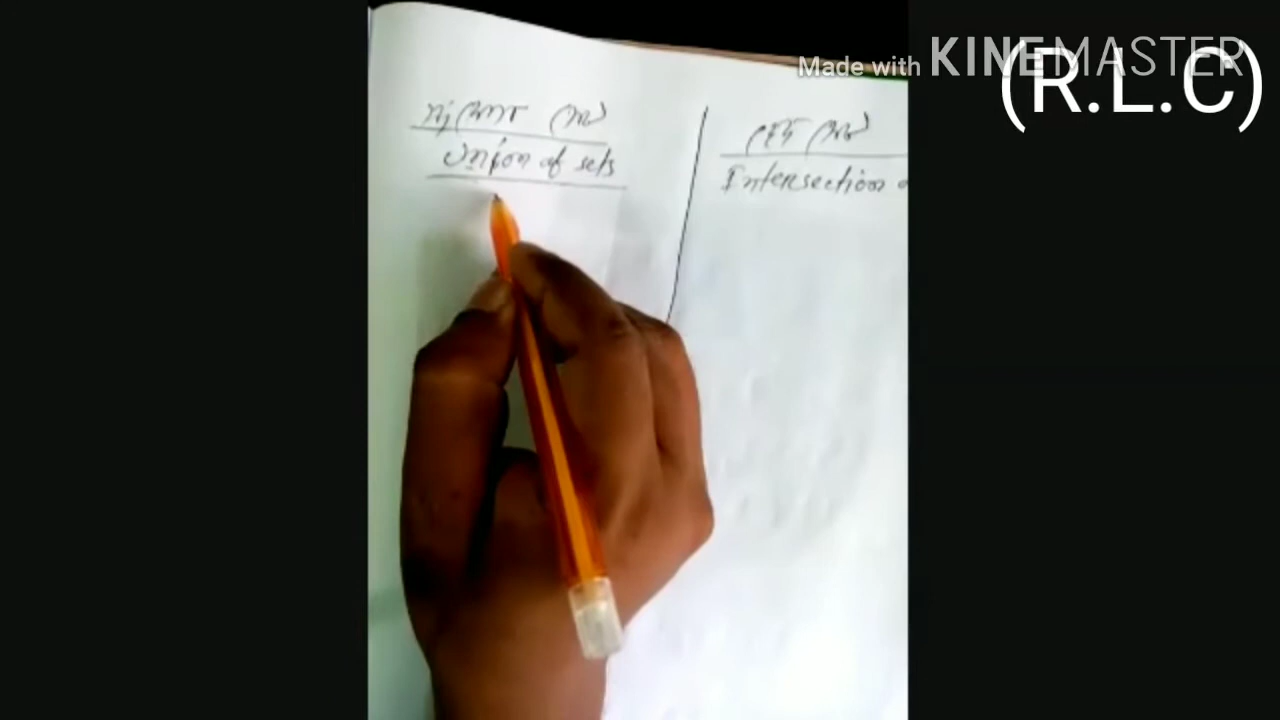 Made with KINEMASTER
(R.L.C)
সংযোগ সেট
Union of sets
ছেদ সেট
Intersection o